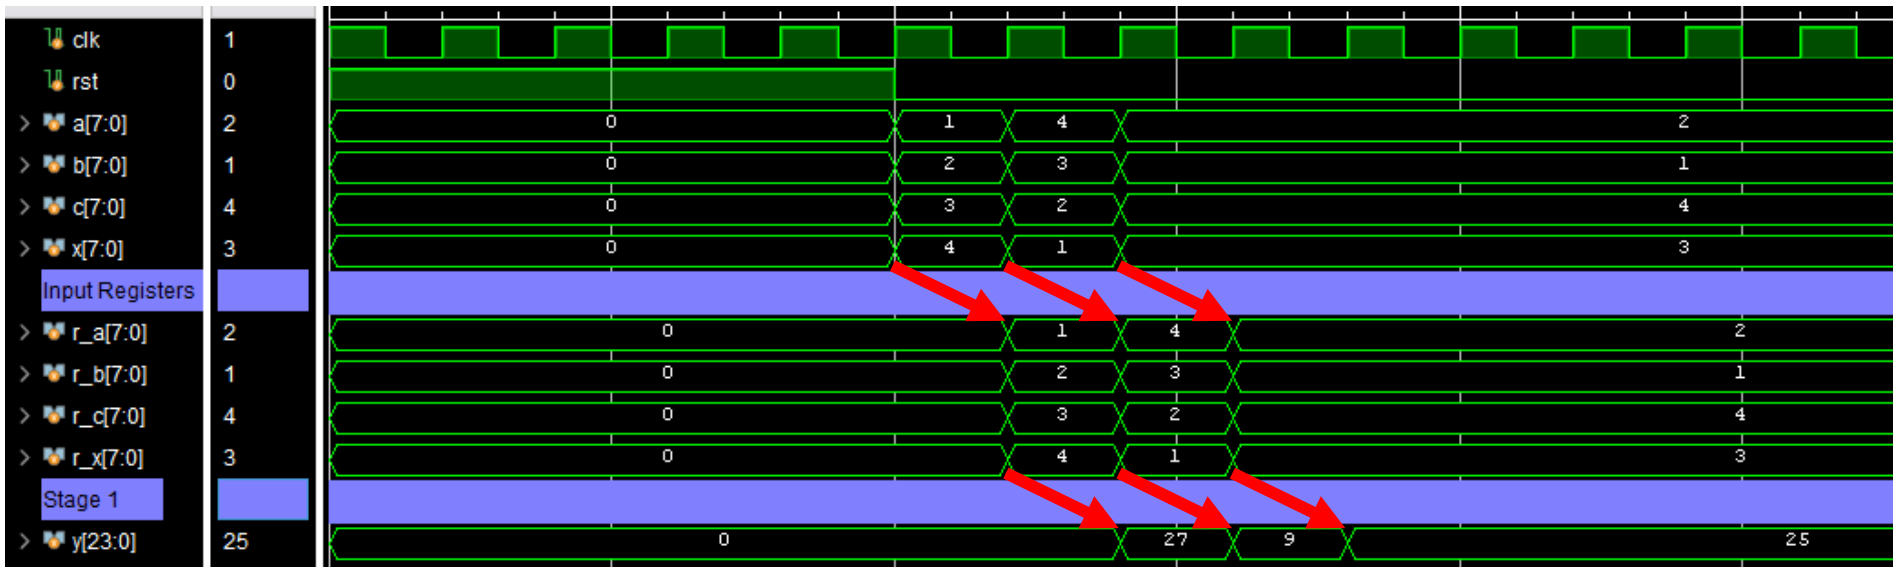 clk 1
rst 0
a[7:0] 2 0 1 4 2
b[7:0] 1 0 2 3 1
c[7:0] 4 0 3 2 4
x[7:0] 3 0 4 1 3
Input Registers
r_a[7:0] 2 0 1 4 2
r_b[7:0] 1 0 2 3 1
r_c[7:0] 4 0 3 2 4
r_x[7:0] 3 0 4 1 3
Stage 1
y[23:0] 25 0 27 9 25